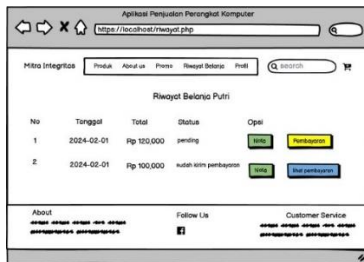 Aplikasi Penjualan Perangkat Komputer
https://localhost/riwayat.php
Mitra Integritas Produk About us Promo Riwayat Belanja Profil search
Riwayat Belanja Putri
No Tanggal Total Status Opsi
1 2024-02-01 Rp 120,000 pending Nota Pembayaran
2 2024-02-01 Rp 100,000 sudah kirim pembayaran Nota lihat pembayaran
About Follow Us Customer Service